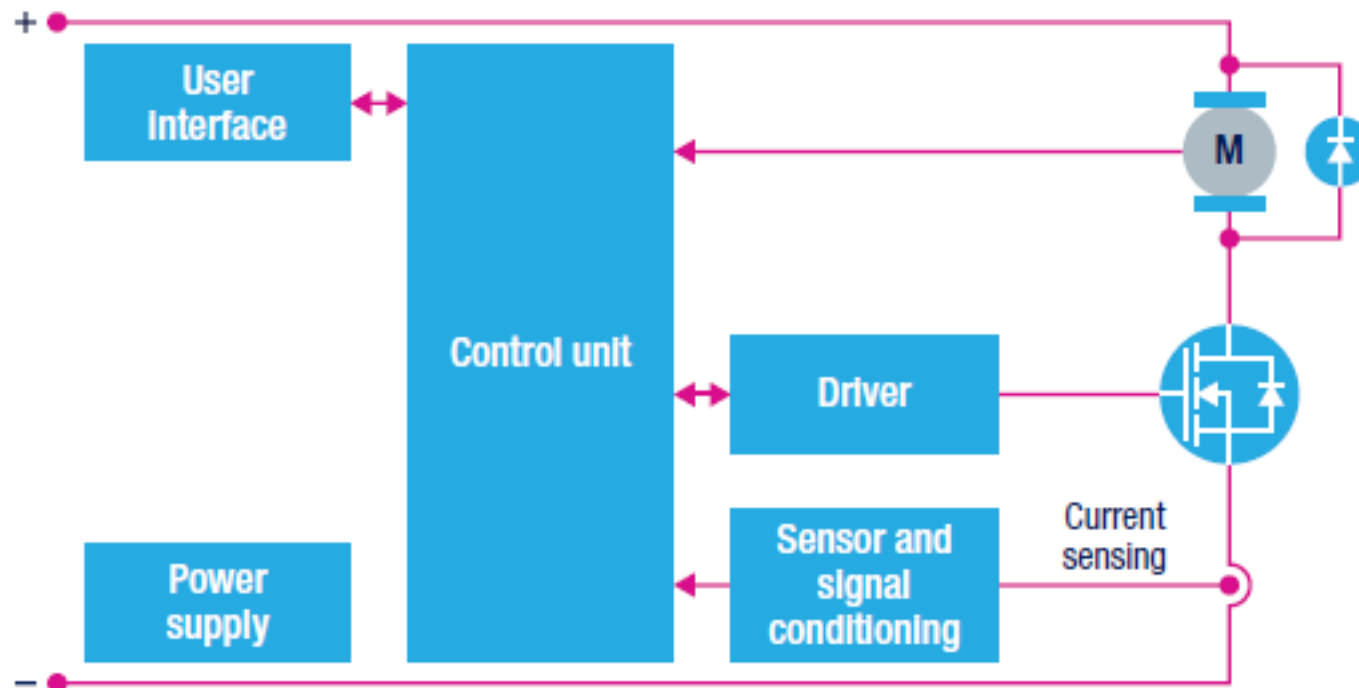 +
User
interface
M
Control unit
Driver
Current
sensing
Sensor and
signal
conditioning
Power
supply
–